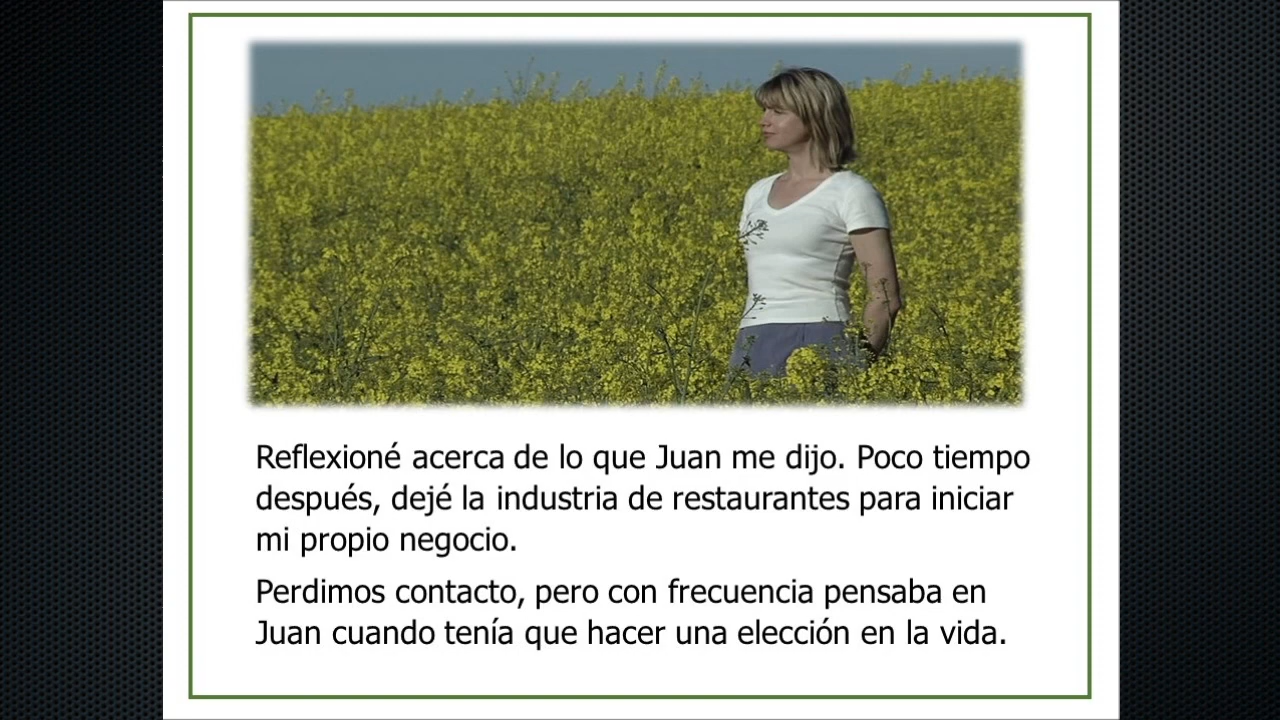 Reflexioné acerca de lo que Juan me dijo. Poco tiempo
después, dejé la industria de restaurantes para iniciar
mi propio negocio.
Perdimos contacto, pero con frecuencia pensaba en
Juan cuando tenía que hacer una elección en la vida.